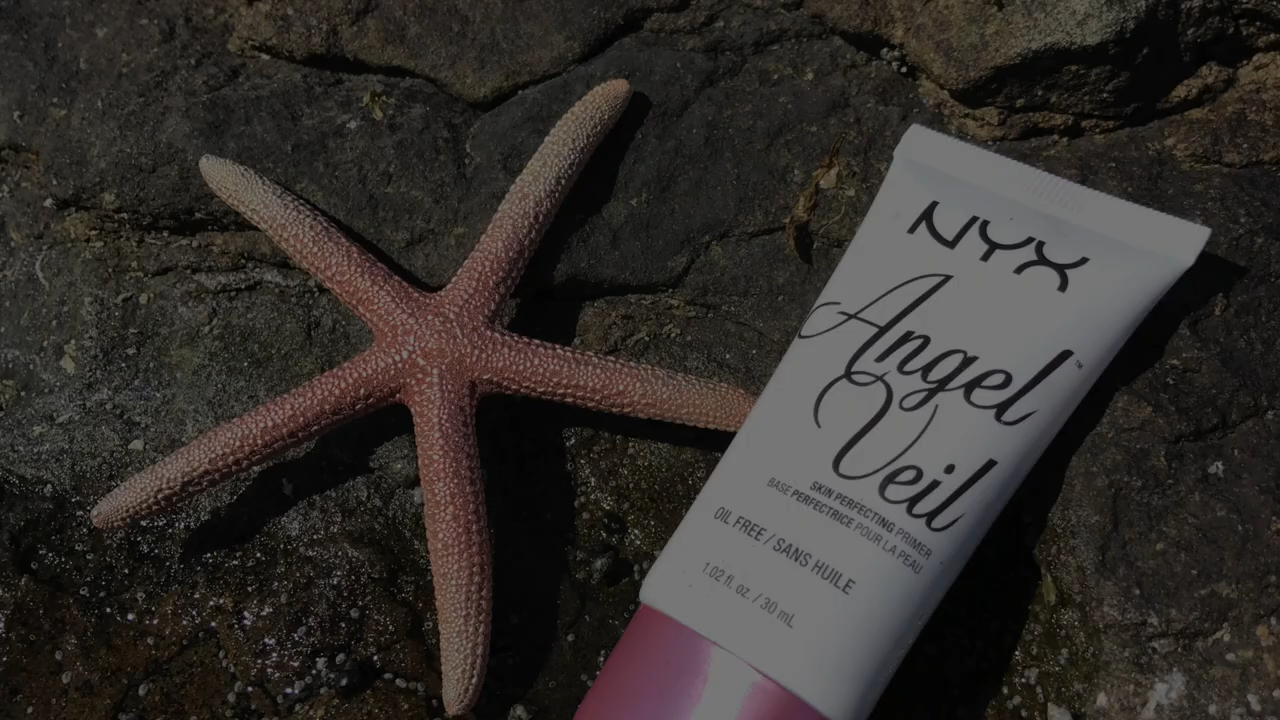 NYX
Angel™
Veil
SKIN PERFECTING PRIMER
BASE PERFECTRICE POUR LA PEAU
OIL FREE / SANS HUILE
1.02 fl. oz. / 30 mL